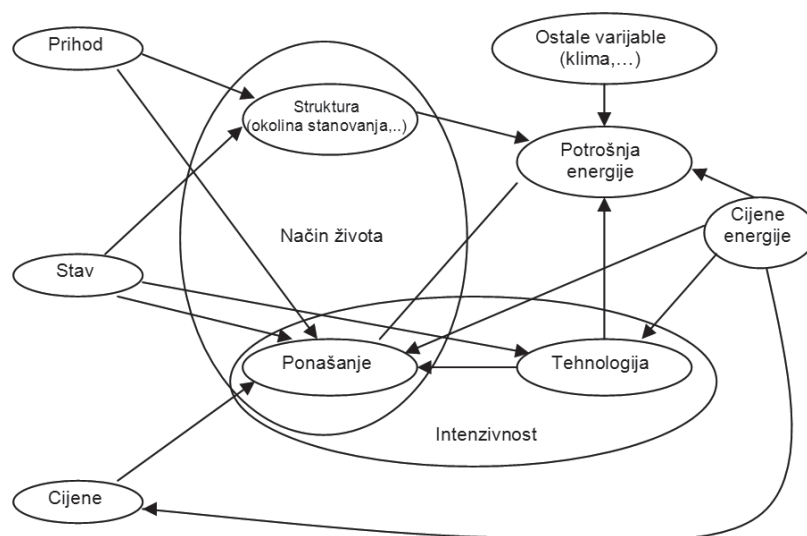 Prihod
Ostale varijable
(klima,...)
Struktura
(okolina stanovanja,..)
Potrošnja
energije
Cijene
energije
Način života
Stav
Ponašanje
Tehnologija
Intenzivnost
Cijene